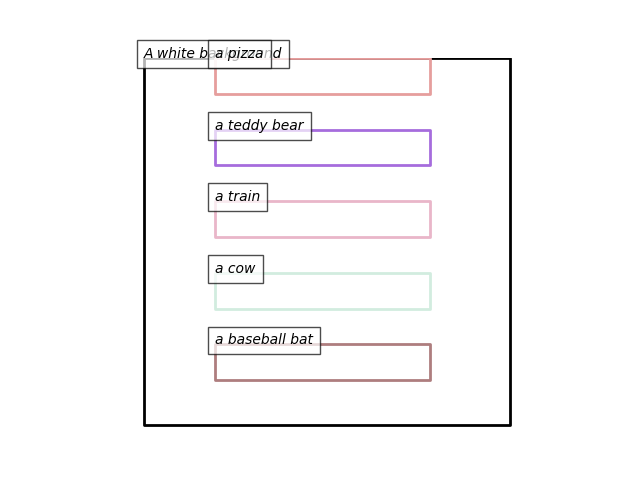 A white background
a pizza
a teddy bear
a train
a cow
a baseball bat